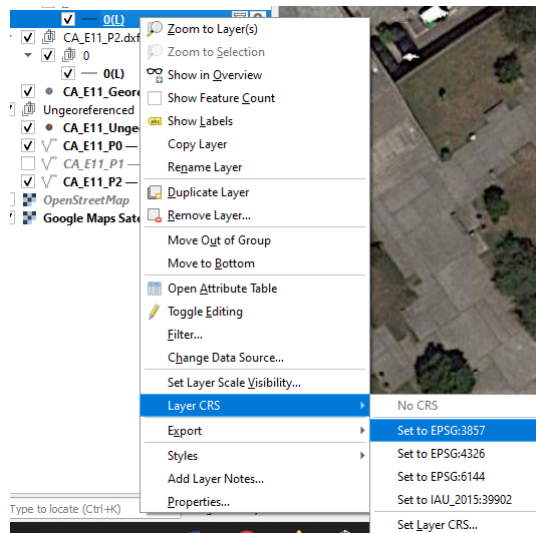 0(L)
CA_E11_P2.dxf
0
0(L)
CA_E11_Geore
Ungeoreferenced
CA_E11_Unge
CA_E11_P0 —
CA_E11_P1 —
CA_E11_P2 —
OpenStreetMap
Google Maps Sate
Type to locate (Ctrl+K)
Zoom to Layer(s)
Zoom to Selection
Show in Overview
Show Feature Count
abc Show Labels
Copy Layer
Rename Layer
Duplicate Layer
Remove Layer...
Move Out of Group
Move to Bottom
Open Attribute Table
Toggle Editing
Filter...
Change Data Source...
Set Layer Scale Visibility...
Layer CRS
Export
Styles
Add Layer Notes...
Properties...
No CRS
Set to EPSG:3857
Set to EPSG:4326
Set to EPSG:6144
Set to IAU_2015:39902
Set Layer CRS...